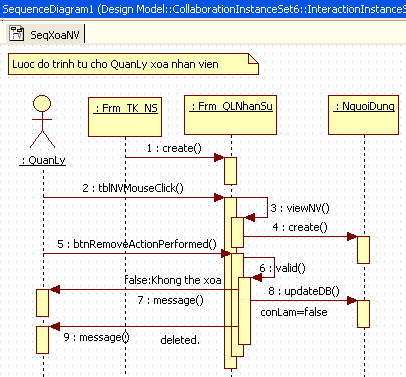 SequenceDiagram1 (Design Model::CollaborationInstanceSet6::InteractionInstanceS
SeqXoaNV
Luoc do trinh tu cho QuanLy xoa nhan vien
: Frm_TK_NS
: Frm_QLNhanSu
: NguoiDung
: QuanLy
1 : create()
2 : tblNVMouseClick()
3 : viewNV()
4 : create()
5 : btnRemoveActionPerformed()
6 : valid()
false:Khong the xoa
7 : message()
8 : updateDB()
conLam=false
9 : message()
deleted.